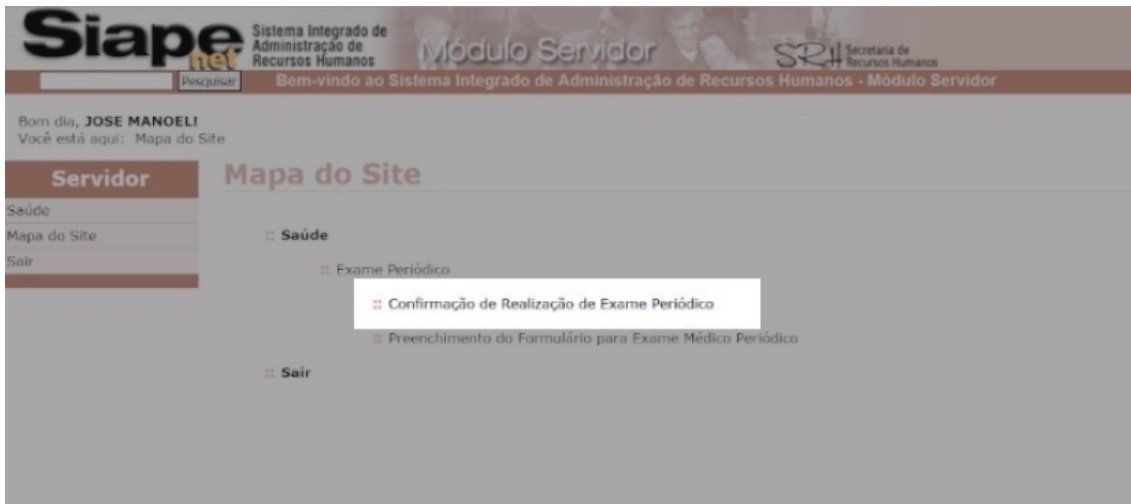 Siape
net
Sistema Integrado de
Administração de
Recursos Humanos
Módulo Servidor
SRH
Secretaria de
Recursos Humanos
Pesquisar
Bem-vindo ao Sistema Integrado de Administração de Recursos Humanos - Módulo Servidor
Bom dia, JOSE MANOEL!
Você está aqui: Mapa do Site
Servidor
Saúde
Mapa do Site
Sair
Mapa do Site
:: Saúde
:: Exame Periódico
:: Confirmação de Realização de Exame Periódico
:: Preenchimento do Formulário para Exame Médico Periódico
:: Sair